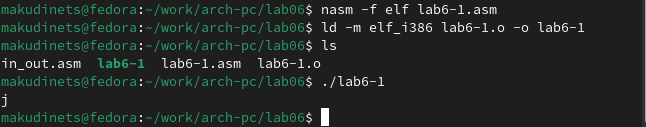 makudinets@fedora:~/work/arch-pc/lab06$ nasm -f elf lab6-1.asm
makudinets@fedora:~/work/arch-pc/lab06$ ld -m elf_i386 lab6-1.o -o lab6-1
makudinets@fedora:~/work/arch-pc/lab06$ ls
in_out.asm  lab6-1  lab6-1.asm  lab6-1.o
makudinets@fedora:~/work/arch-pc/lab06$ ./lab6-1
j
makudinets@fedora:~/work/arch-pc/lab06$